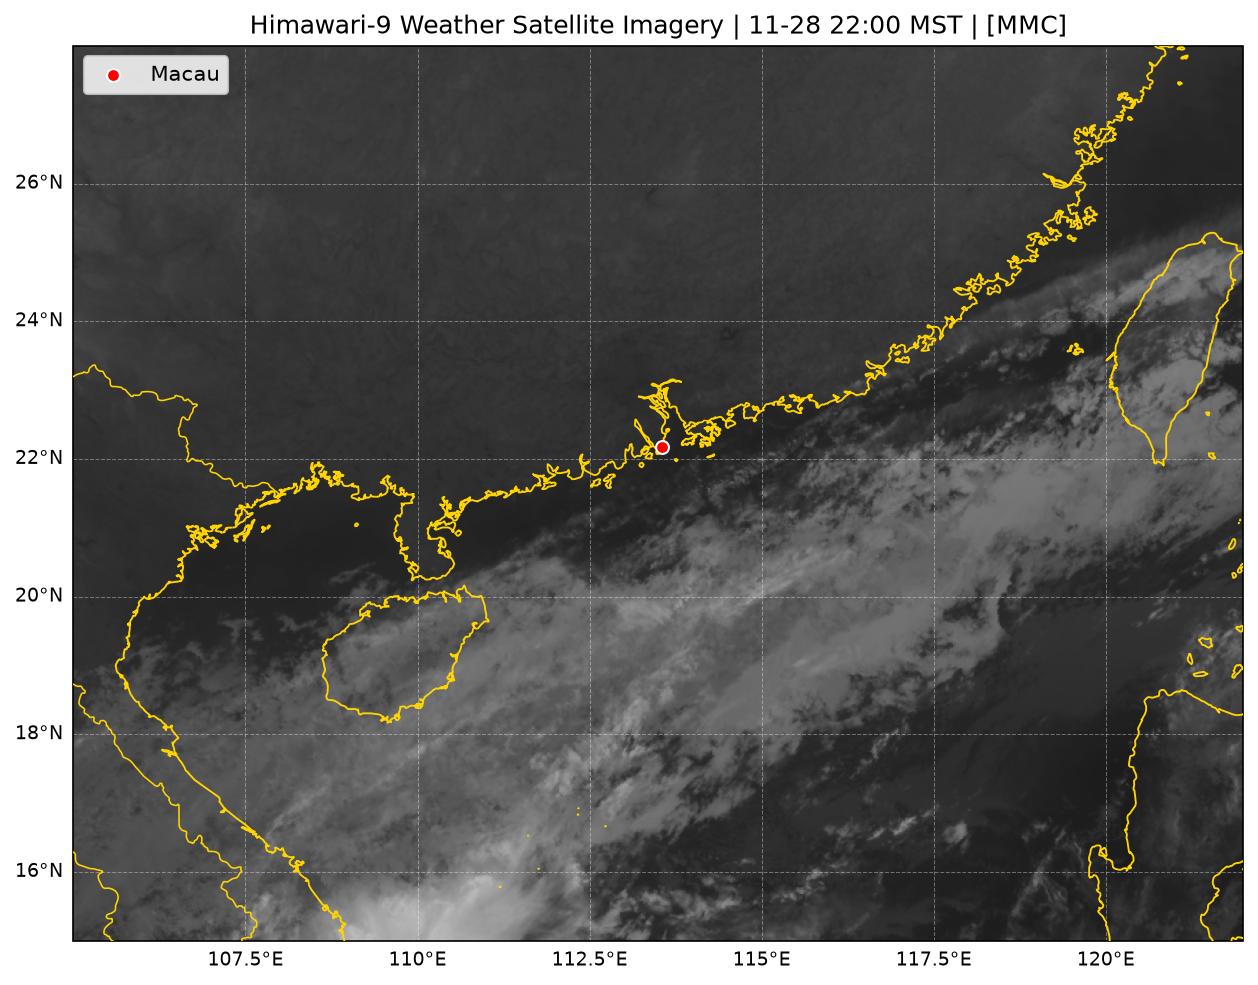 Himawari-9 Weather Satellite Imagery | 11-28 22:00 MST | [MMC]
Macau
26°N
24°N
22°N
20°N
18°N
16°N
107.5°E 110°E 112.5°E 115°E 117.5°E 120°E